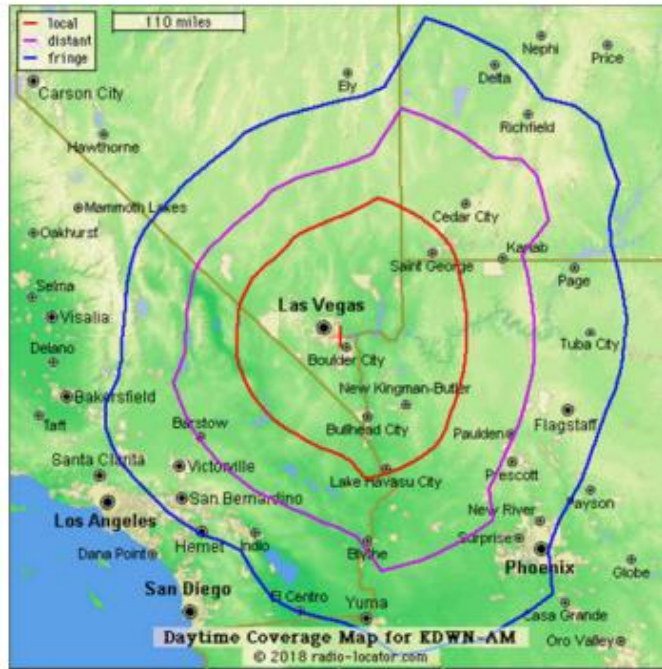 local
distant
fringe
110 miles
Nephi
Price
Delta
Ely
Carson City
Richfield
Hawthorne
Mammoth Lakes
Cedar City
Oakhurst
Saint George
Kanab
Page
Selma
Las Vegas
Visalia
Tuba City
Boulder City
Delano
New Kingman-Butler
Bakersfield
Flagstaff
Taft
Bullhead City
Barstow
Paulden
Santa Clarita
Victorville
Prescott
Lake Havasu City
San Bernardino
Payson
Los Angeles
New River
Hemet
Indio
Surprise
Dana Point
Blythe
Phoenix
Globe
San Diego
El Centro
Yuma
Casa Grande
Daytime Coverage Map for KDWN-AM
Oro Valley
© 2018 radio-locator.com